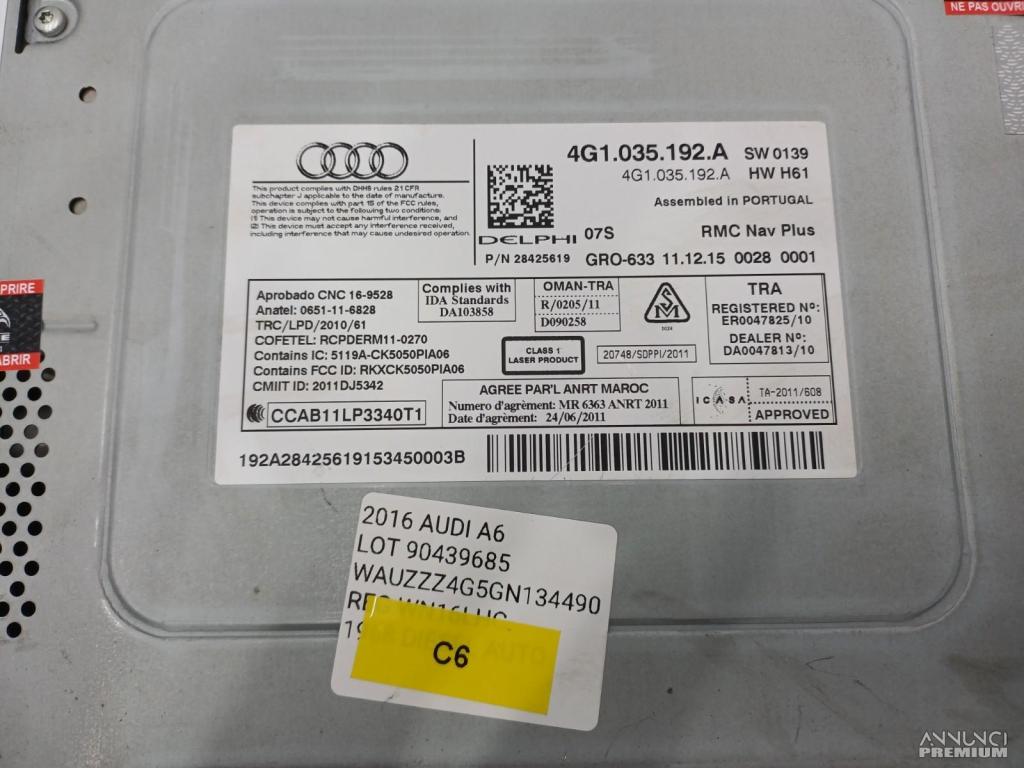 NE PAS OUVRI
PRIRE
ABRIR
This product complies with DHHS rules 21 CFR
subchapter J applicable to the date of manufacture.
This device complies with part 15 of the FCC rules,
operation is subject to the following two conditions:
(1) This device may not cause harmful interference, and
(2) This device must accept any interference received,
including interference that may cause undesired operation.
DELPHI 07S
P/N 28425619
4G1.035.192.A SW 0139
4G1.035.192.A HW H61
Assembled in PORTUGAL
RMC Nav Plus
GRO-633 11.12.15 0028 0001
Aprobado CNC 16-9528
Anatel: 0651-11-6828
TRC/LPD/2010/61
COFETEL: RCPDERM11-0270
Contains IC: 5119A-CK5050PIA06
Contains FCC ID: RKXCK5050PIA06
CMIIT ID: 2011DJ5342
CCAB11LP3340T1
Complies with
IDA Standards
DA103858
OMAN-TRA
R/0205/11
D090258
CLASS 1
LASER PRODUCT
20748/SDPPI/2011
TRA
REGISTERED Nº:
ER0047825/10
DEALER Nº:
DA0047813/10
AGREE PAR'L ANRT MAROC
Numero d'agrément: MR 6363 ANRT 2011
Date d'agrément: 24/06/2011
ICASA
TA-2011/608
APPROVED
192A28425619153450003B
2016 AUDI A6
LOT 90439685
WAUZZZ4G5GN134490
C6
AUTO
ANNUNCI
PREMIUM